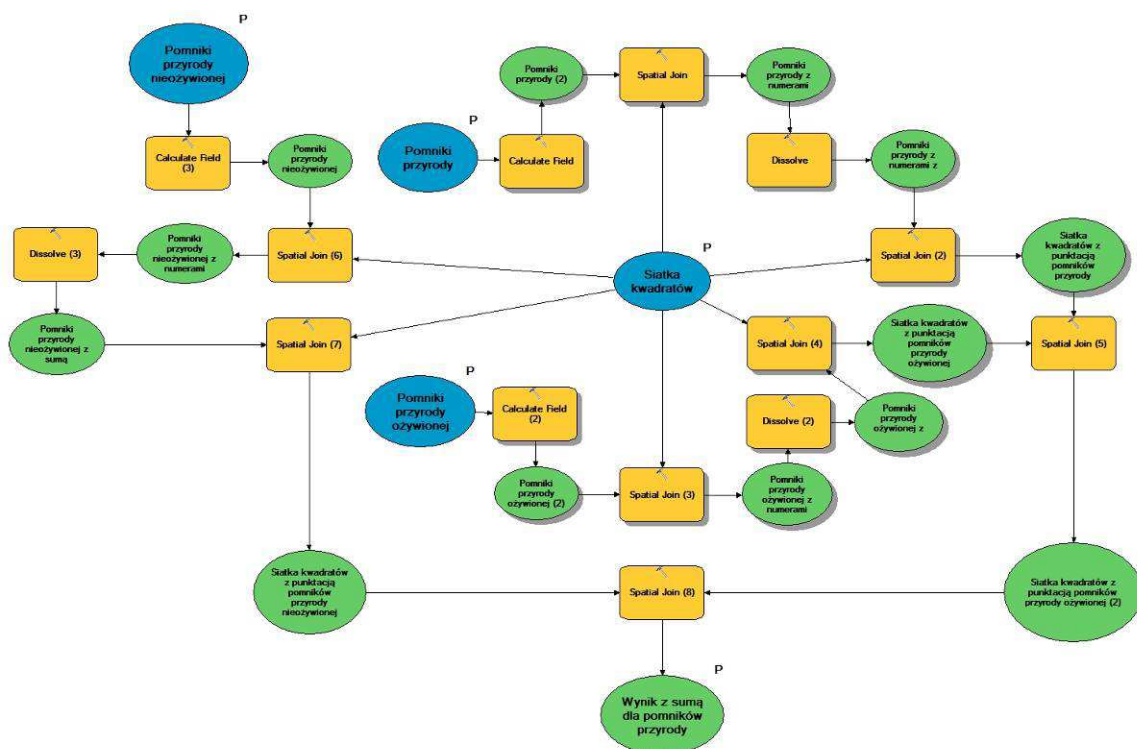 P
Pomniki
przyrody
nieożywionej
Pomniki
przyrody (2)
Spatial Join
Pomniki
przyrody z
numerami
P
Pomniki
przyrody
Calculate Field
Dissolve
Pomniki
przyrody z
numerami z
Calculate Field
(3)
Pomniki
przyrody
nieożywionej
Dissolve (3)
Pomniki
przyrody
nieożywionej z
numerami
Spatial Join (6)
P
Siatka
kwadratów
Spatial Join (2)
Siatka
kwadratów z
punktacją
pomników
przyrody
Pomniki
przyrody
nieożywionej z
sumą
Spatial Join (7)
Spatial Join (4)
Siatka kwadratów
z punktacją
pomników
przyrody
ożywionej
Spatial Join (5)
P
Pomniki
przyrody
ożywionej
Calculate Field
(2)
Dissolve (2)
Pomniki
przyrody
ożywionej z
Pomniki
przyrody
ożywionej (2)
Spatial Join (3)
Pomniki
przyrody
ożywionej z
numerami
Siatka kwadratów
z punktacją
pomników
przyrody
nieożywionej
Spatial Join (8)
Siatka kwadratów z
punktacją pomników
przyrody ożywionej (2)
P
Wynik z sumą
dla pomników
przyrody